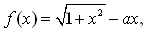 f(x) = √(1+x²) − ax,